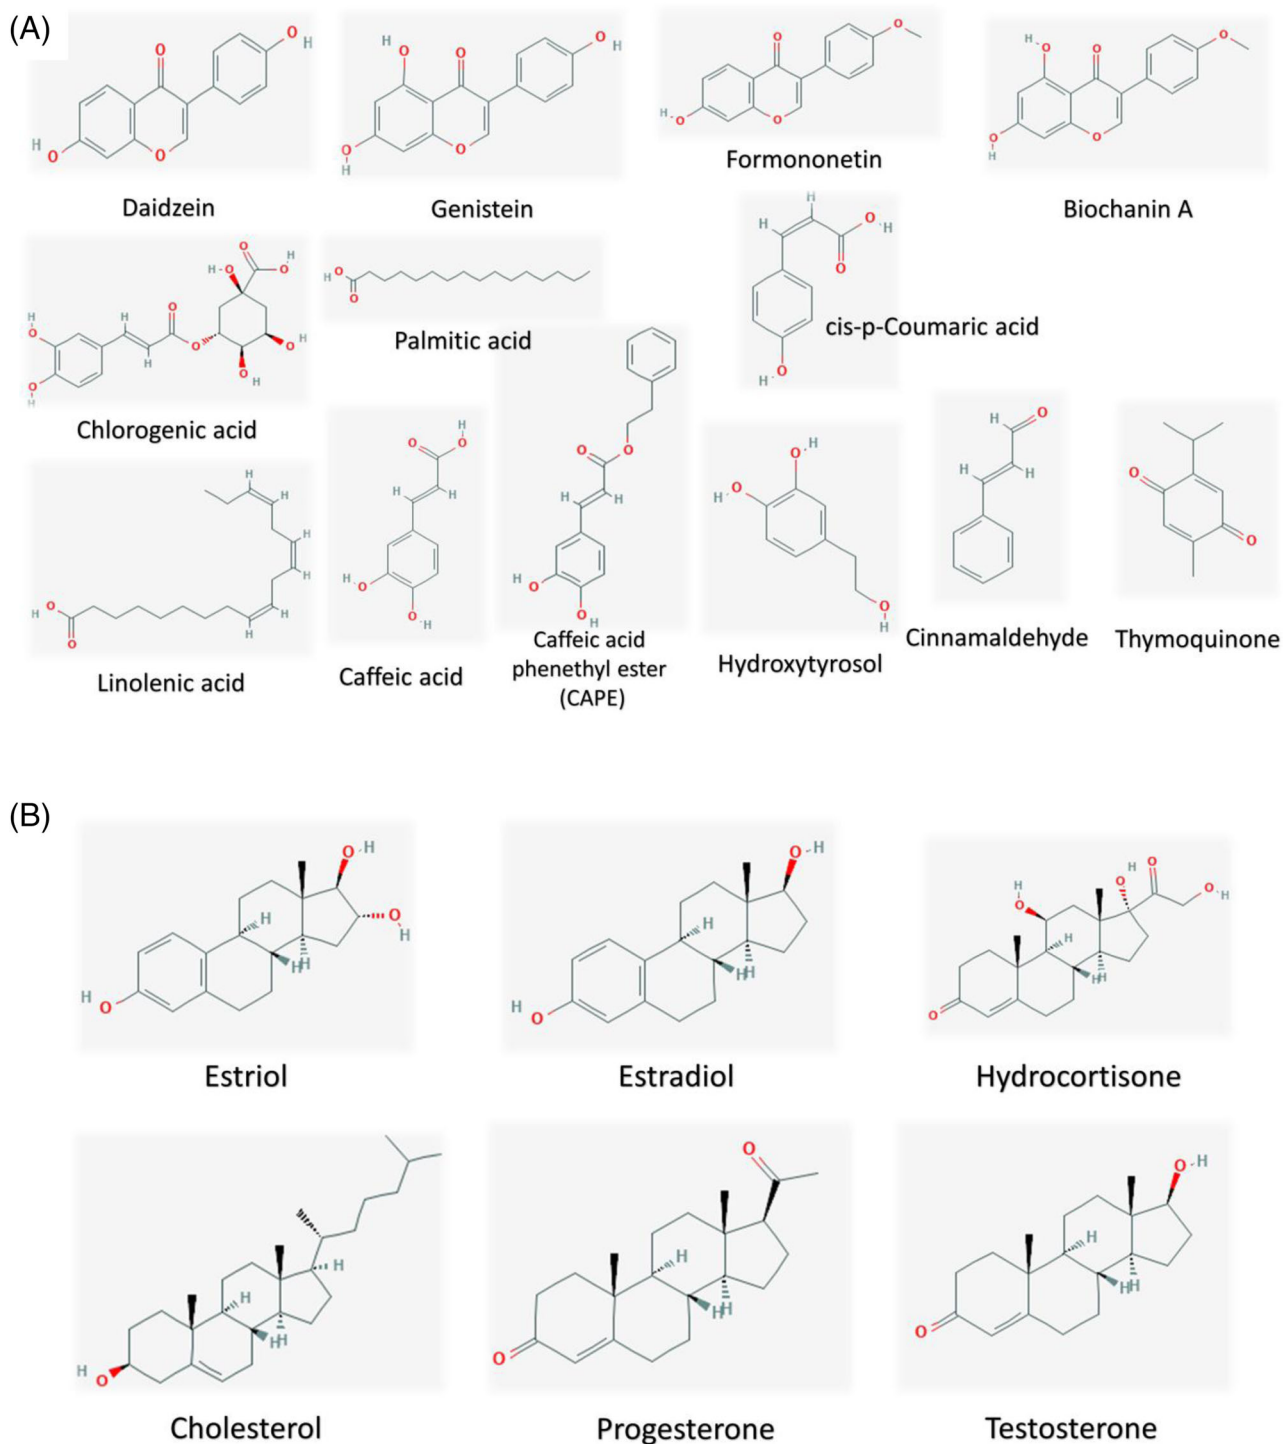 (A)
Daidzein
Genistein
Formononetin
Biochanin A
Chlorogenic acid
Palmitic acid
cis-p-Coumaric acid
Linolenic acid
Caffeic acid
Caffeic acid
phenethyl ester
(CAPE)
Hydroxytyrosol
Cinnamaldehyde
Thymoquinone
(B)
Estriol
Estradiol
Hydrocortisone
Cholesterol
Progesterone
Testosterone